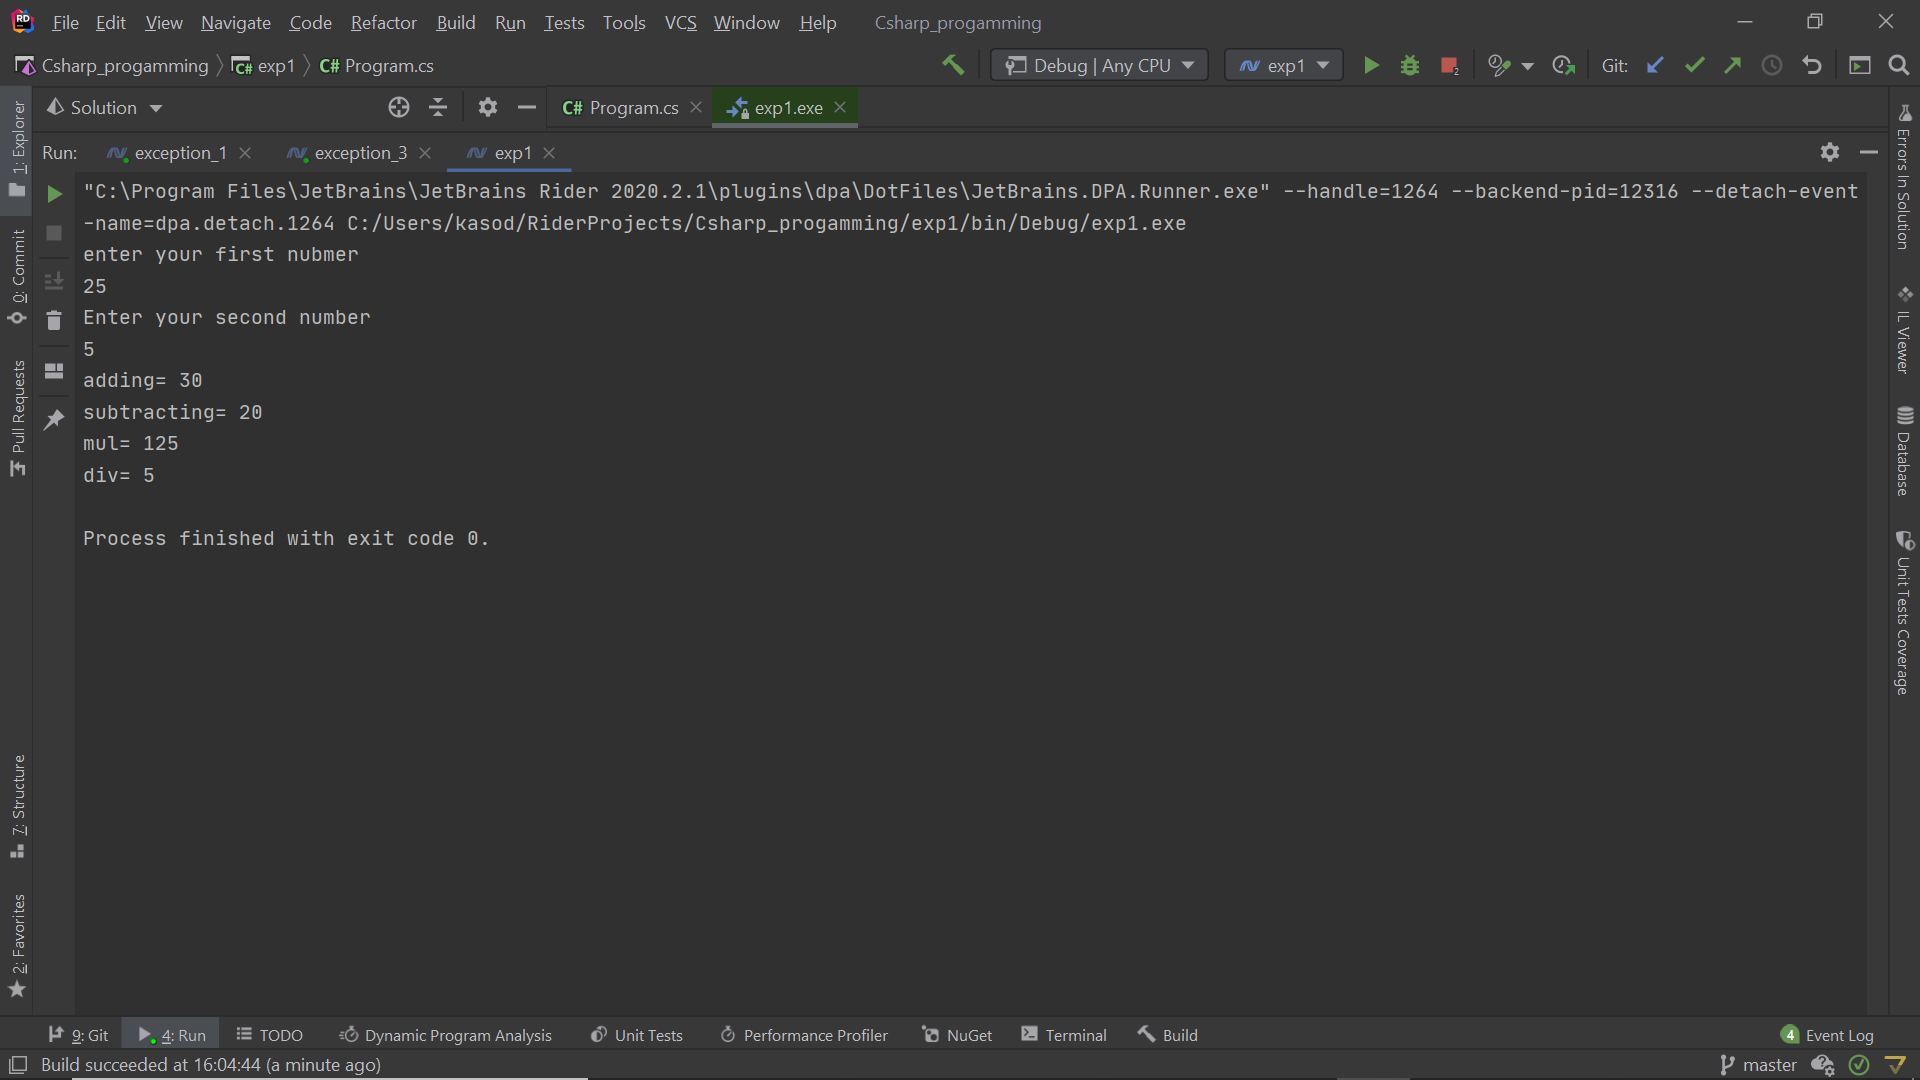 File Edit View Navigate Code Refactor Build Run Tests Tools VCS Window Help Csharp_progamming
Csharp_progamming exp1 C# Program.cs Debug | Any CPU exp1 2 Git:
Solution C# Program.cs exp1.exe
Run: exception_1 exception_3 exp1
"C:\Program Files\JetBrains\JetBrains Rider 2020.2.1\plugins\dpa\DotFiles\JetBrains.DPA.Runner.exe" --handle=1264 --backend-pid=12316 --detach-event
-name=dpa.detach.1264 C:/Users/kasod/RiderProjects/Csharp_progamming/exp1/bin/Debug/exp1.exe
enter your first nubmer
25
Enter your second number
5
adding= 30
subtracting= 20
mul= 125
div= 5
Process finished with exit code 0.
1: Explorer
0: Commit
Pull Requests
7: Structure
2: Favorites
Errors In Solution
IL Viewer
Database
Unit Tests Coverage
9: Git 4: Run TODO Dynamic Program Analysis Unit Tests Performance Profiler NuGet Terminal Build 4 Event Log
Build succeeded at 16:04:44 (a minute ago) master